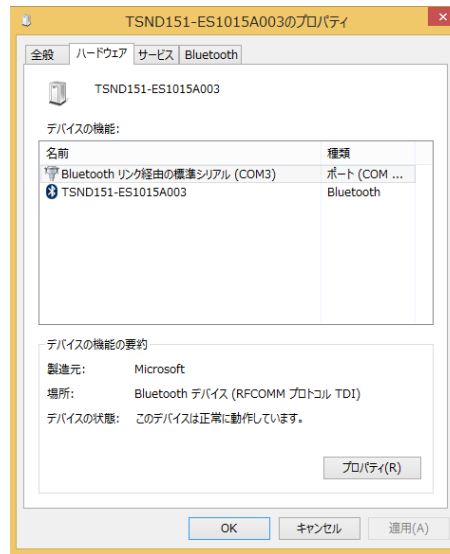 TSND151-ES1015A003のプロパティ
全般 ハードウェア サービス Bluetooth
TSND151-ES1015A003
デバイスの機能:
名前 種類
Bluetooth リンク経由の標準シリアル (COM3) ポート (COM ...
TSND151-ES1015A003 Bluetooth
デバイスの機能の要約
製造元: Microsoft
場所: Bluetooth デバイス (RFCOMM プロトコル TDI)
デバイスの状態: このデバイスは正常に動作しています。
プロパティ(R)
OK キャンセル 適用(A)